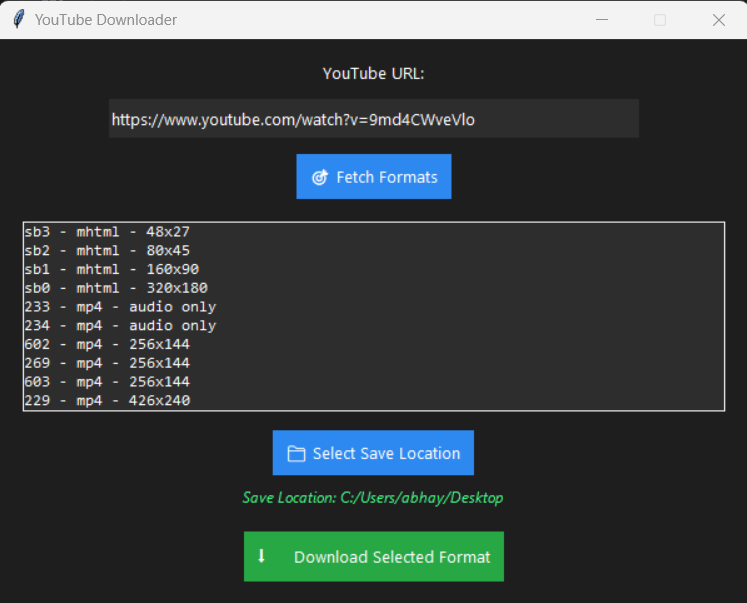 YouTube Downloader
YouTube URL:
https://www.youtube.com/watch?v=9md4CWveVlo
Fetch Formats
sb3 - mhtml - 48x27
sb2 - mhtml - 80x45
sb1 - mhtml - 160x90
sb0 - mhtml - 320x180
233 - mp4 - audio only
234 - mp4 - audio only
602 - mp4 - 256x144
269 - mp4 - 256x144
603 - mp4 - 256x144
229 - mp4 - 426x240
Select Save Location
Save Location: C:/Users/abhay/Desktop
Download Selected Format